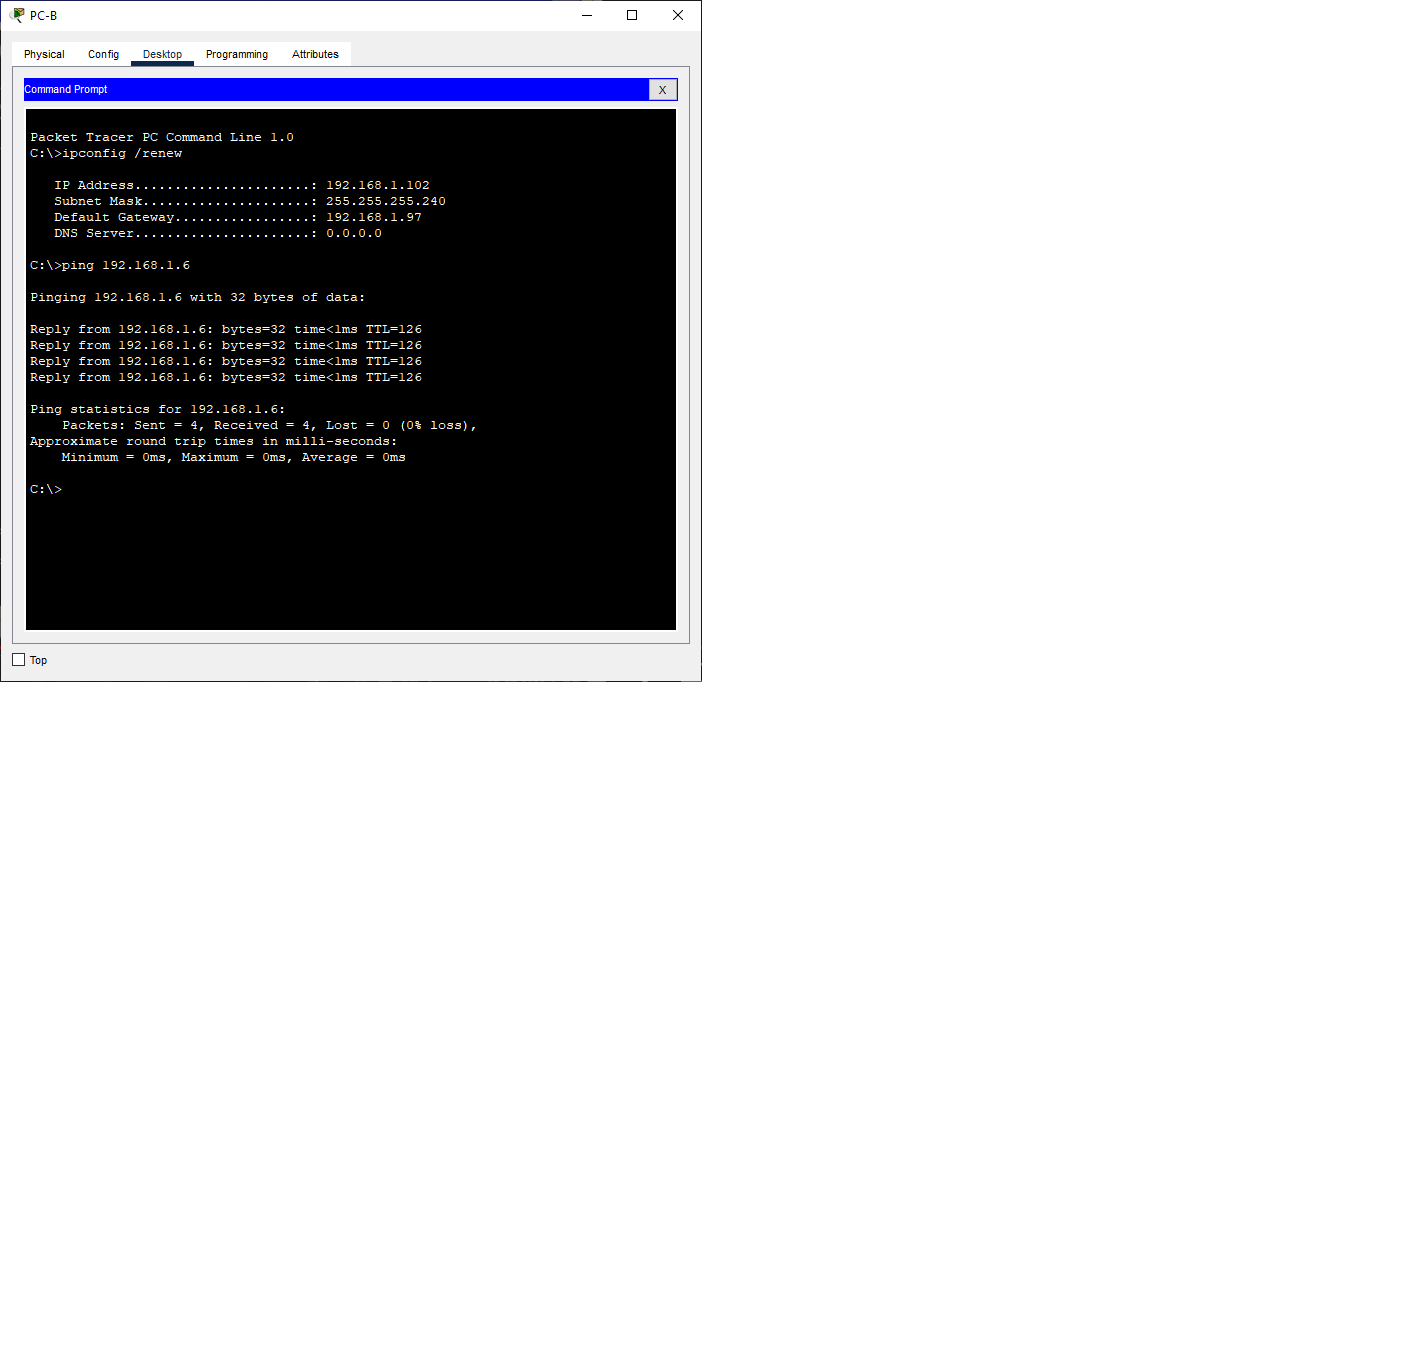 PC-B
Physical Config Desktop Programming Attributes
Command Prompt X
Packet Tracer PC Command Line 1.0
C:\>ipconfig /renew
IP Address......................: 192.168.1.102
Subnet Mask.....................: 255.255.255.240
Default Gateway.................: 192.168.1.97
DNS Server......................: 0.0.0.0
C:\>ping 192.168.1.6
Pinging 192.168.1.6 with 32 bytes of data:
Reply from 192.168.1.6: bytes=32 time<1ms TTL=126
Reply from 192.168.1.6: bytes=32 time<1ms TTL=126
Reply from 192.168.1.6: bytes=32 time<1ms TTL=126
Reply from 192.168.1.6: bytes=32 time<1ms TTL=126
Ping statistics for 192.168.1.6:
Packets: Sent = 4, Received = 4, Lost = 0 (0% loss),
Approximate round trip times in milli-seconds:
Minimum = 0ms, Maximum = 0ms, Average = 0ms
C:\>
Top